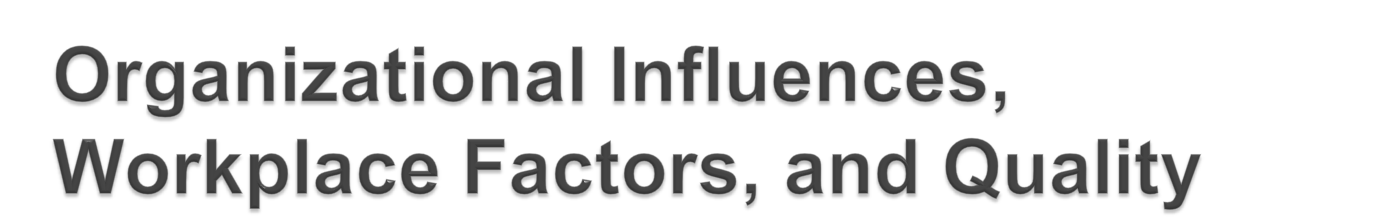 Organizational Influences,
Workplace Factors, and Quality